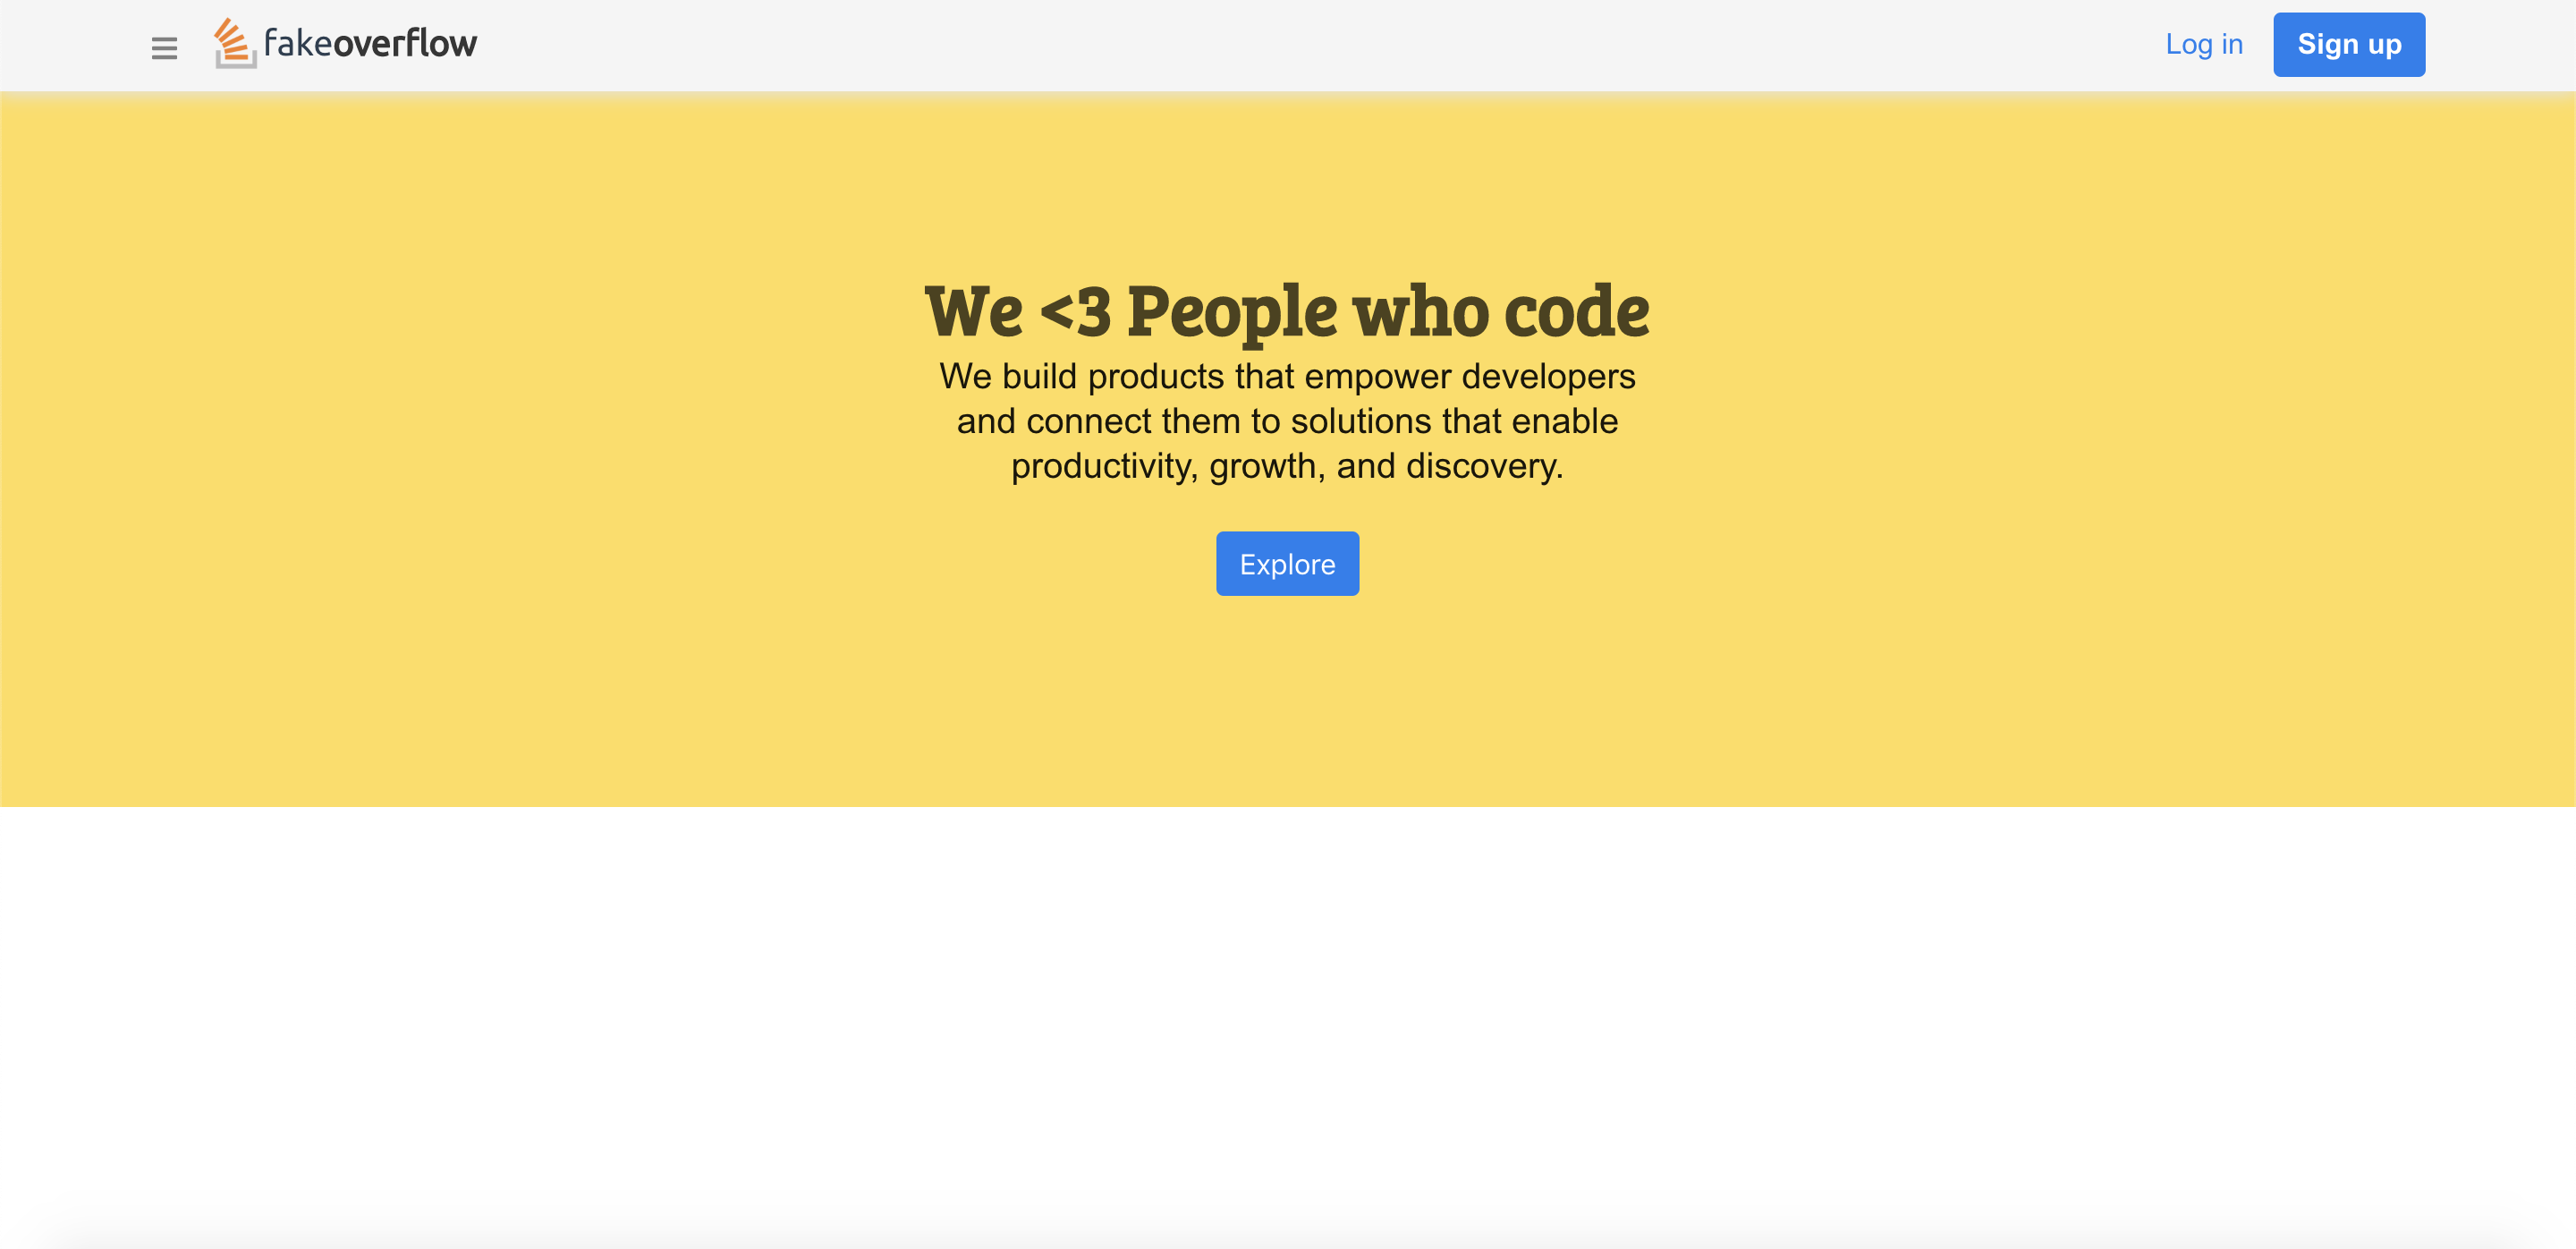 fakeoverflow
Log in
Sign up
We <3 People who code
We build products that empower developers
and connect them to solutions that enable
productivity, growth, and discovery.
Explore